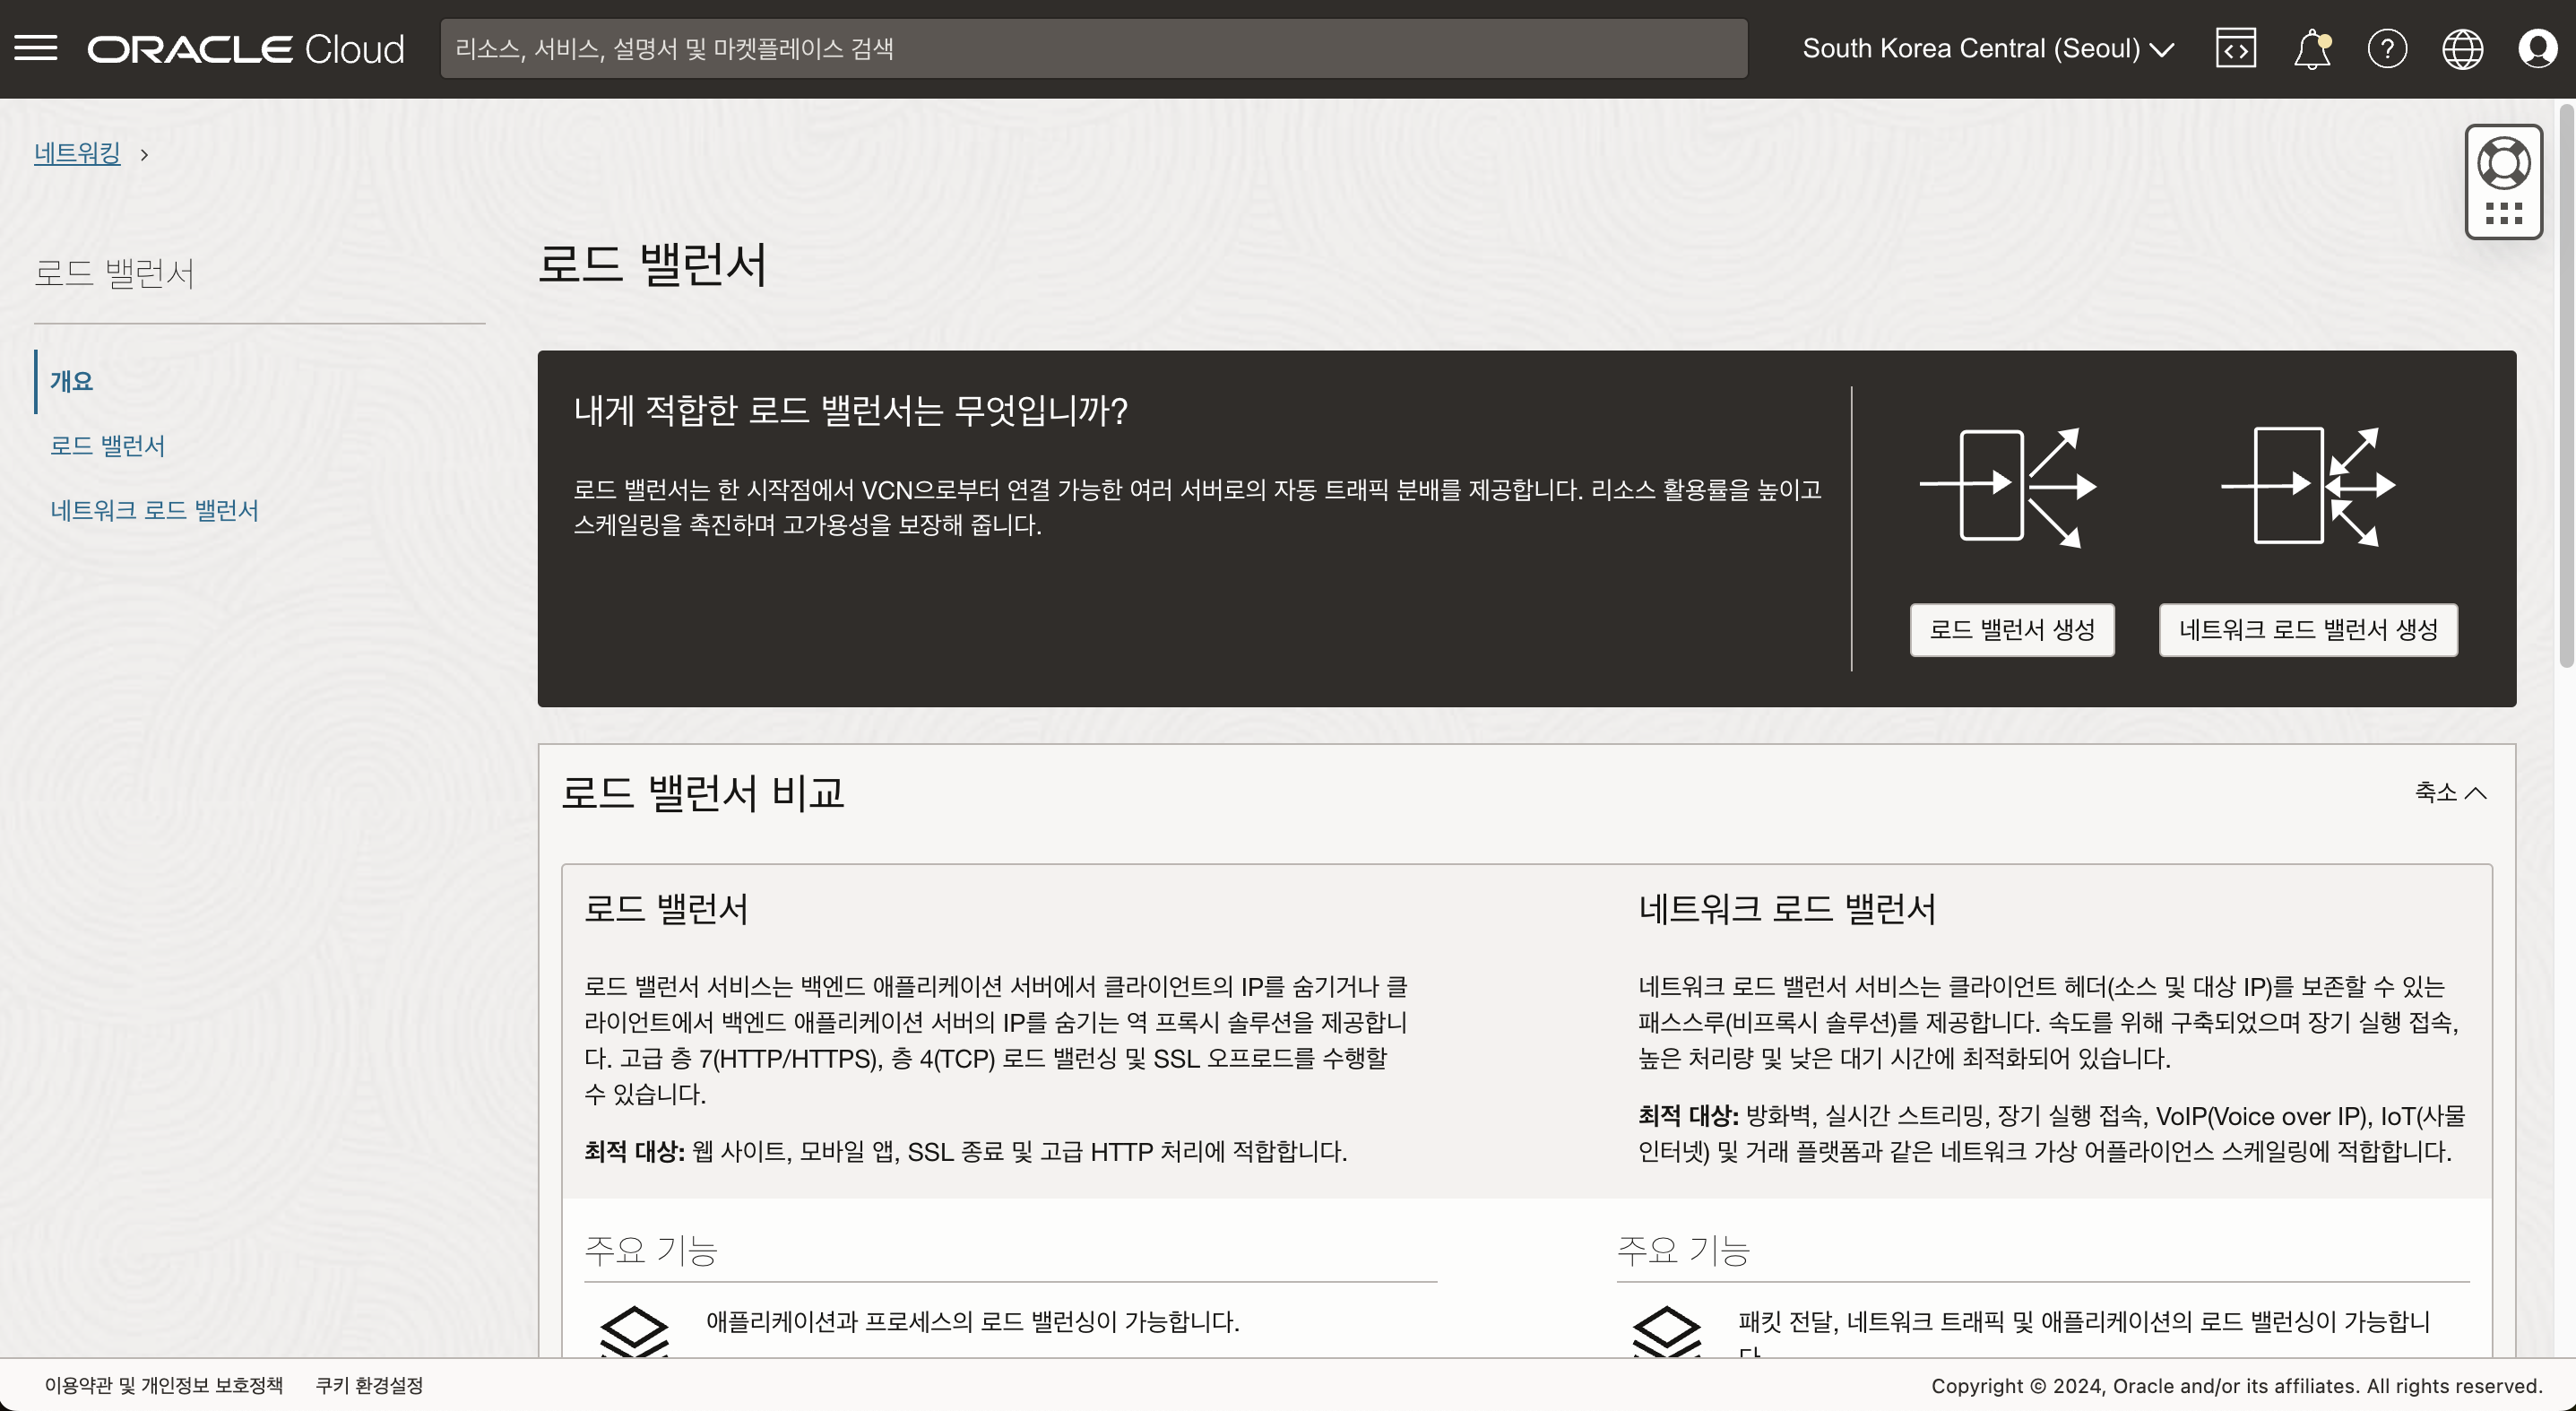 ORACLE Cloud
리소스, 서비스, 설명서 및 마켓플레이스 검색
South Korea Central (Seoul)
네트워킹
로드 밸런서
개요
로드 밸런서
네트워크 로드 밸런서
로드 밸런서
내게 적합한 로드 밸런서는 무엇입니까?
로드 밸런서는 한 시작점에서 VCN으로부터 연결 가능한 여러 서버로의 자동 트래픽 분배를 제공합니다. 리소스 활용률을 높이고
스케일링을 촉진하며 고가용성을 보장해 줍니다.
로드 밸런서 생성
네트워크 로드 밸런서 생성
로드 밸런서 비교
축소
로드 밸런서
로드 밸런서 서비스는 백엔드 애플리케이션 서버에서 클라이언트의 IP를 숨기거나 클
라이언트에서 백엔드 애플리케이션 서버의 IP를 숨기는 역 프록시 솔루션을 제공합니
다. 고급 층 7(HTTP/HTTPS), 층 4(TCP) 로드 밸런싱 및 SSL 오프로드를 수행할
수 있습니다.
최적 대상: 웹 사이트, 모바일 앱, SSL 종료 및 고급 HTTP 처리에 적합합니다.
주요 기능
애플리케이션과 프로세스의 로드 밸런싱이 가능합니다.
네트워크 로드 밸런서
네트워크 로드 밸런서 서비스는 클라이언트 헤더(소스 및 대상 IP)를 보존할 수 있는
패스스루(비프록시 솔루션)를 제공합니다. 속도를 위해 구축되었으며 장기 실행 접속,
높은 처리량 및 낮은 대기 시간에 최적화되어 있습니다.
최적 대상: 방화벽, 실시간 스트리밍, 장기 실행 접속, VoIP(Voice over IP), IoT(사물
인터넷) 및 거래 플랫폼과 같은 네트워크 가상 어플라이언스 스케일링에 적합합니다.
주요 기능
패킷 전달, 네트워크 트래픽 및 애플리케이션의 로드 밸런싱이 가능합니
이용약관 및 개인정보 보호정책
쿠키 환경설정
Copyright © 2024, Oracle and/or its affiliates. All rights reserved.